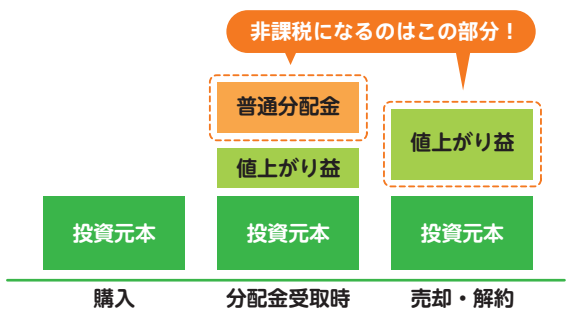 非課税になるのはこの部分！
普通分配金
値上がり益
値上がり益
投資元本
投資元本
投資元本
購入
分配金受取時
売却・解約